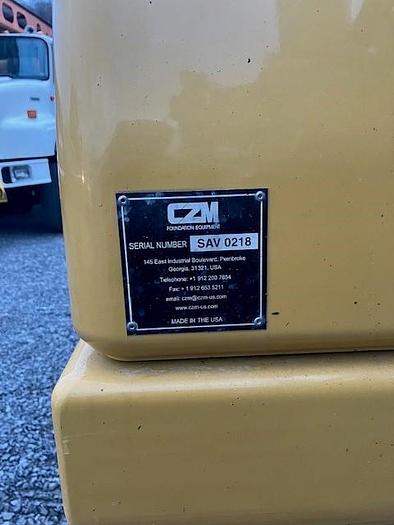 CZM
FOUNDATION EQUIPMENT
SERIAL NUMBER SAV 0218
145 East Industrial Boulevard, Pembroke
Georgia, 31321, USA
Telephone: +1 912 200 7654
Fax: + 1 912 653 5211
email: czm@czm-us.com
www.czm-us.com
MADE IN THE USA